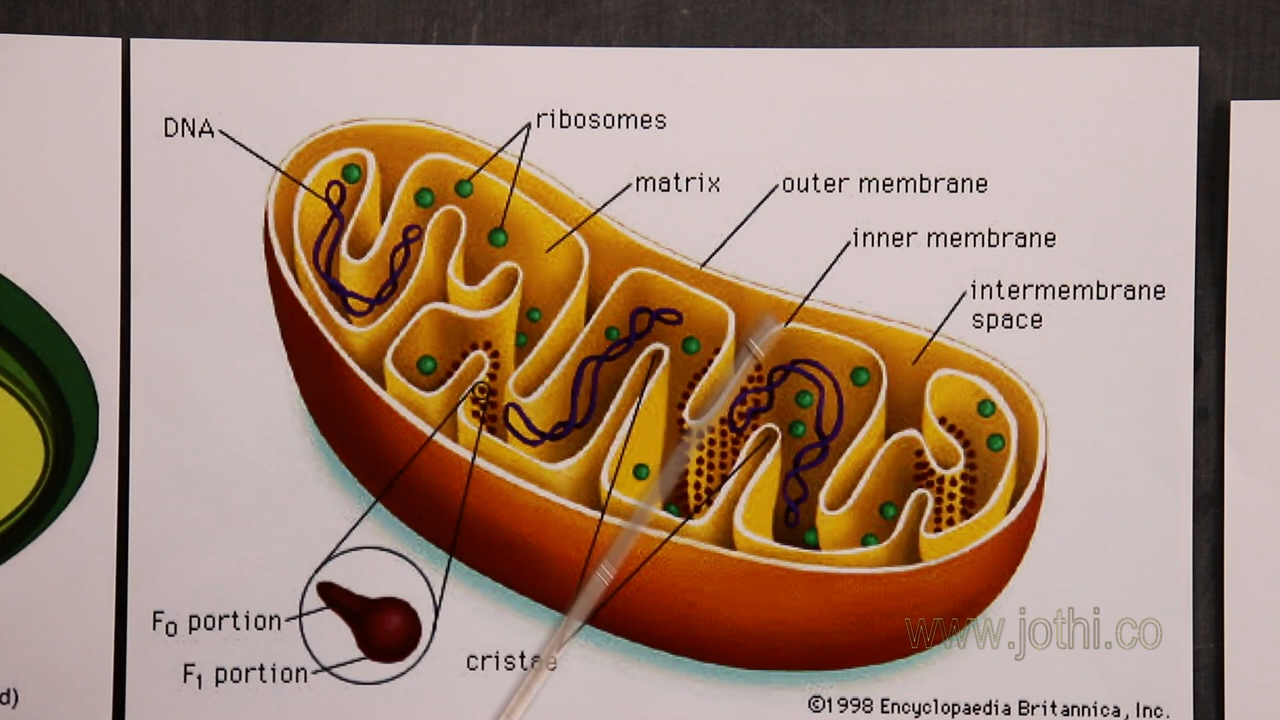 DNA
ribosomes
matrix
outer membrane
inner membrane
intermembrane
space
F₀ portion
F₁ portion
cristae
www.jothi.co
©1998 Encyclopaedia Britannica, Inc.
d)